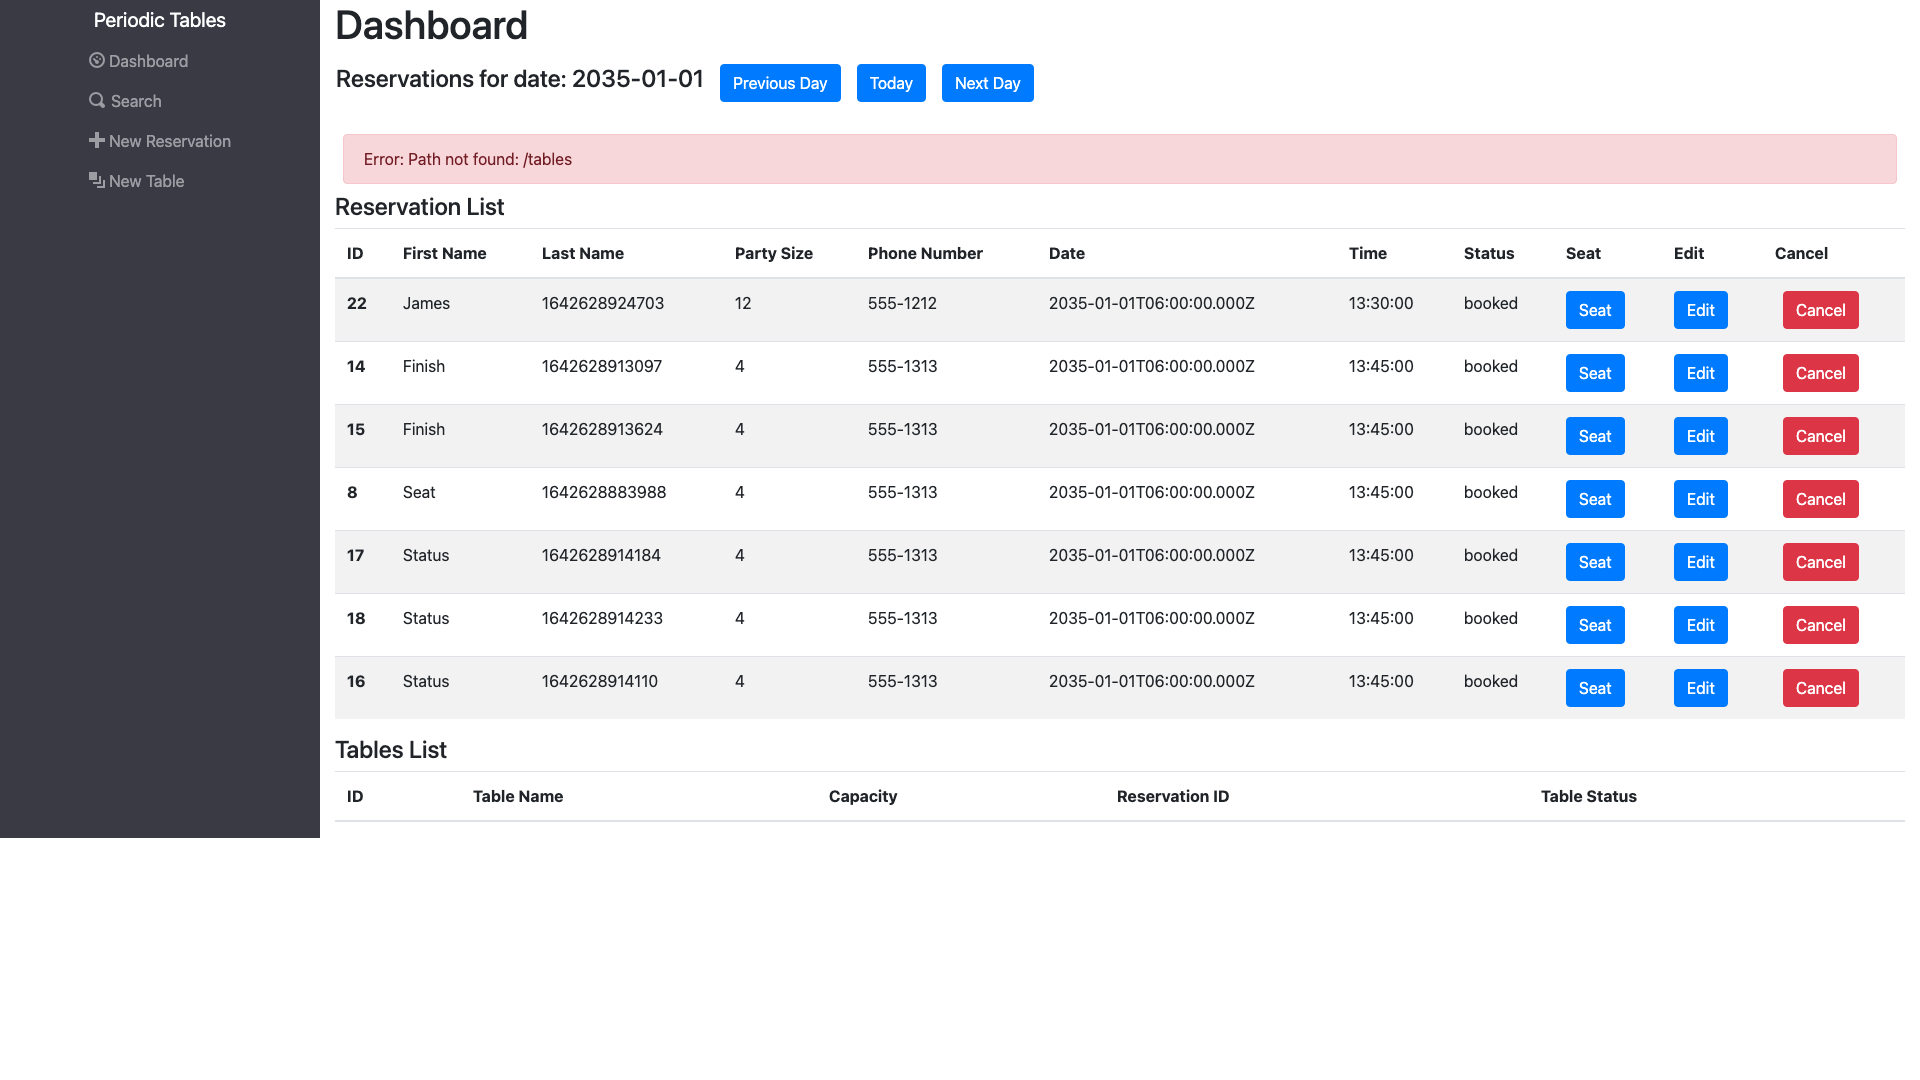 Periodic Tables
Dashboard
Search
New Reservation
New Table
Dashboard
Reservations for date: 2035-01-01 Previous Day Today Next Day
Error: Path not found: /tables
Reservation List
ID First Name Last Name Party Size Phone Number Date Time Status Seat Edit Cancel
22 James 1642628924703 12 555-1212 2035-01-01T06:00:00.000Z 13:30:00 booked Seat Edit Cancel
14 Finish 1642628913097 4 555-1313 2035-01-01T06:00:00.000Z 13:45:00 booked Seat Edit Cancel
15 Finish 1642628913624 4 555-1313 2035-01-01T06:00:00.000Z 13:45:00 booked Seat Edit Cancel
8 Seat 1642628883988 4 555-1313 2035-01-01T06:00:00.000Z 13:45:00 booked Seat Edit Cancel
17 Status 1642628914184 4 555-1313 2035-01-01T06:00:00.000Z 13:45:00 booked Seat Edit Cancel
18 Status 1642628914233 4 555-1313 2035-01-01T06:00:00.000Z 13:45:00 booked Seat Edit Cancel
16 Status 1642628914110 4 555-1313 2035-01-01T06:00:00.000Z 13:45:00 booked Seat Edit Cancel
Tables List
ID Table Name Capacity Reservation ID Table Status